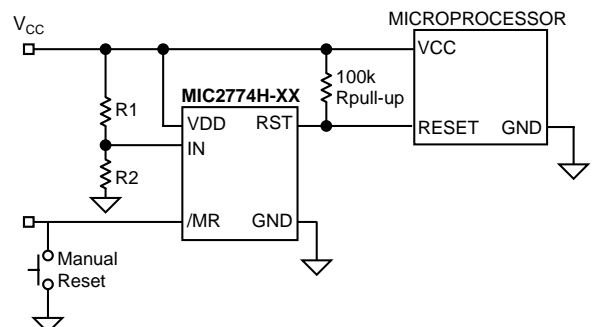 MICROPROCESSOR
VCC
VCC
100k
Rpull-up
MIC2774H-XX
R1
VDD
RST
RESET
GND
IN
R2
/MR
GND
Manual
Reset